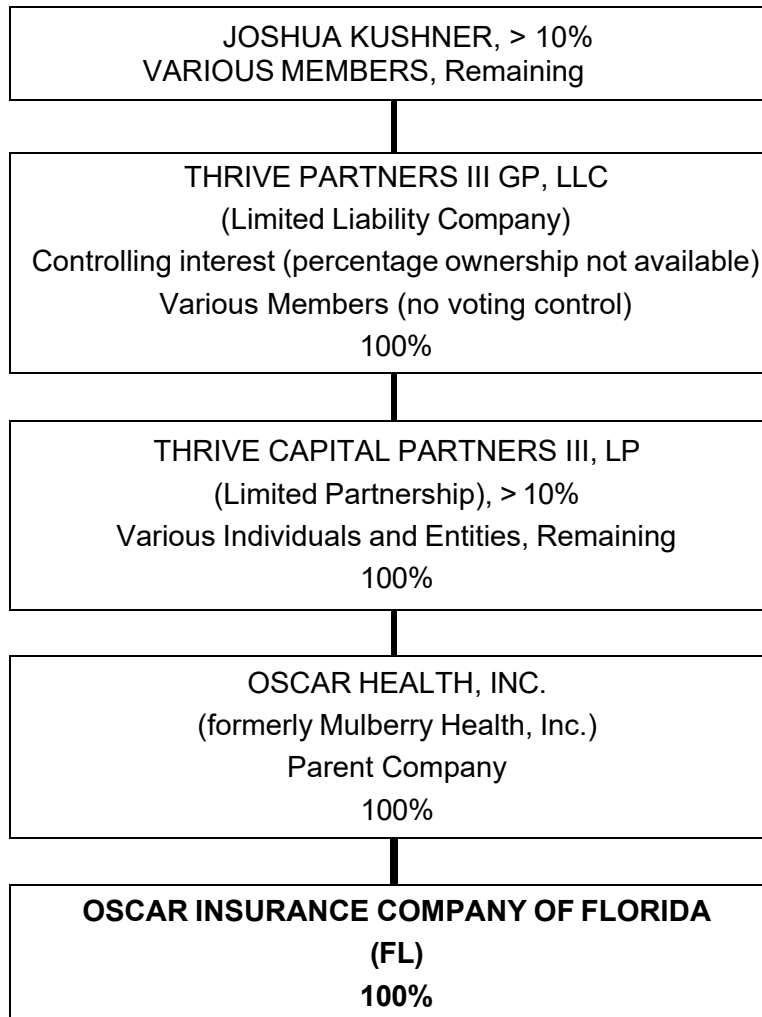 JOSHUA KUSHNER, > 10%
VARIOUS MEMBERS, Remaining
THRIVE PARTNERS III GP, LLC
(Limited Liability Company)
Controlling interest (percentage ownership not available)
Various Members (no voting control)
100%
THRIVE CAPITAL PARTNERS III, LP
(Limited Partnership), > 10%
Various Individuals and Entities, Remaining
100%
OSCAR HEALTH, INC.
(formerly Mulberry Health, Inc.)
Parent Company
100%
OSCAR INSURANCE COMPANY OF FLORIDA
(FL)
100%